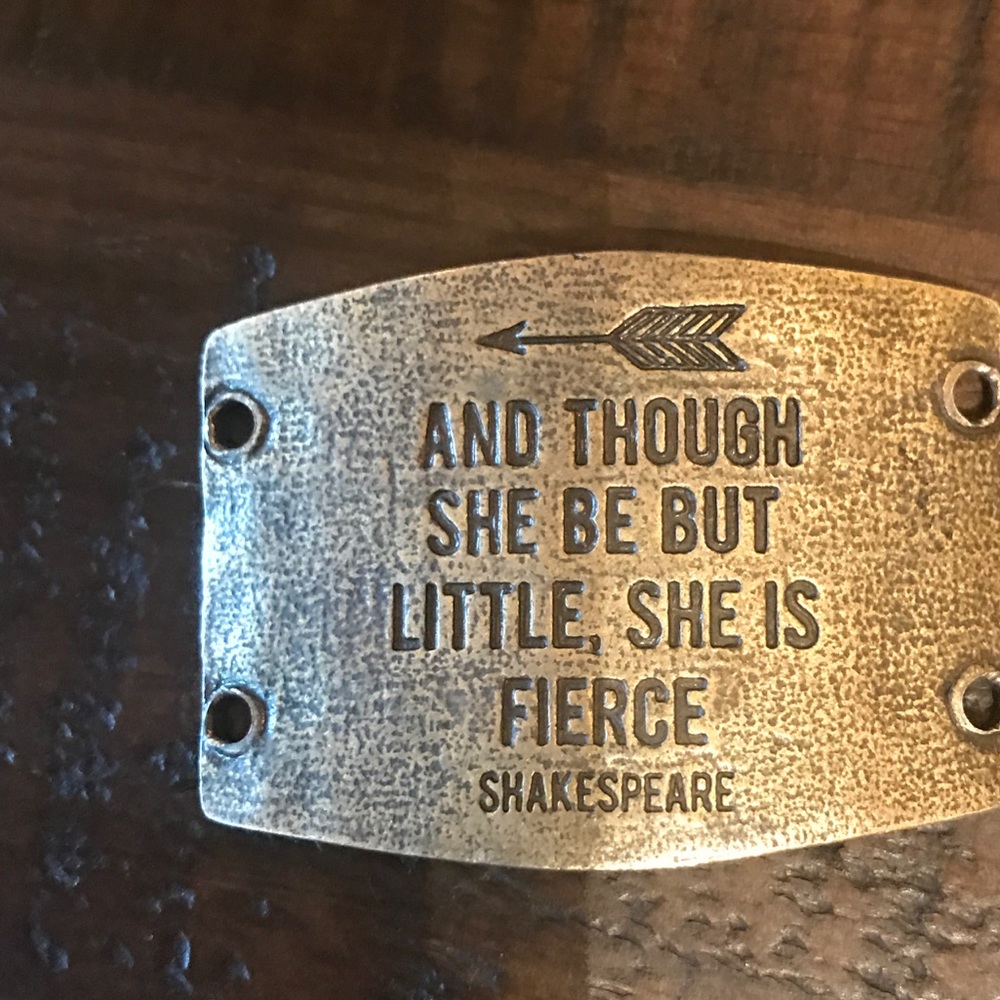 AND THOUGH
SHE BE BUT
LITTLE, SHE IS
FIERCE
SHAKESPEARE